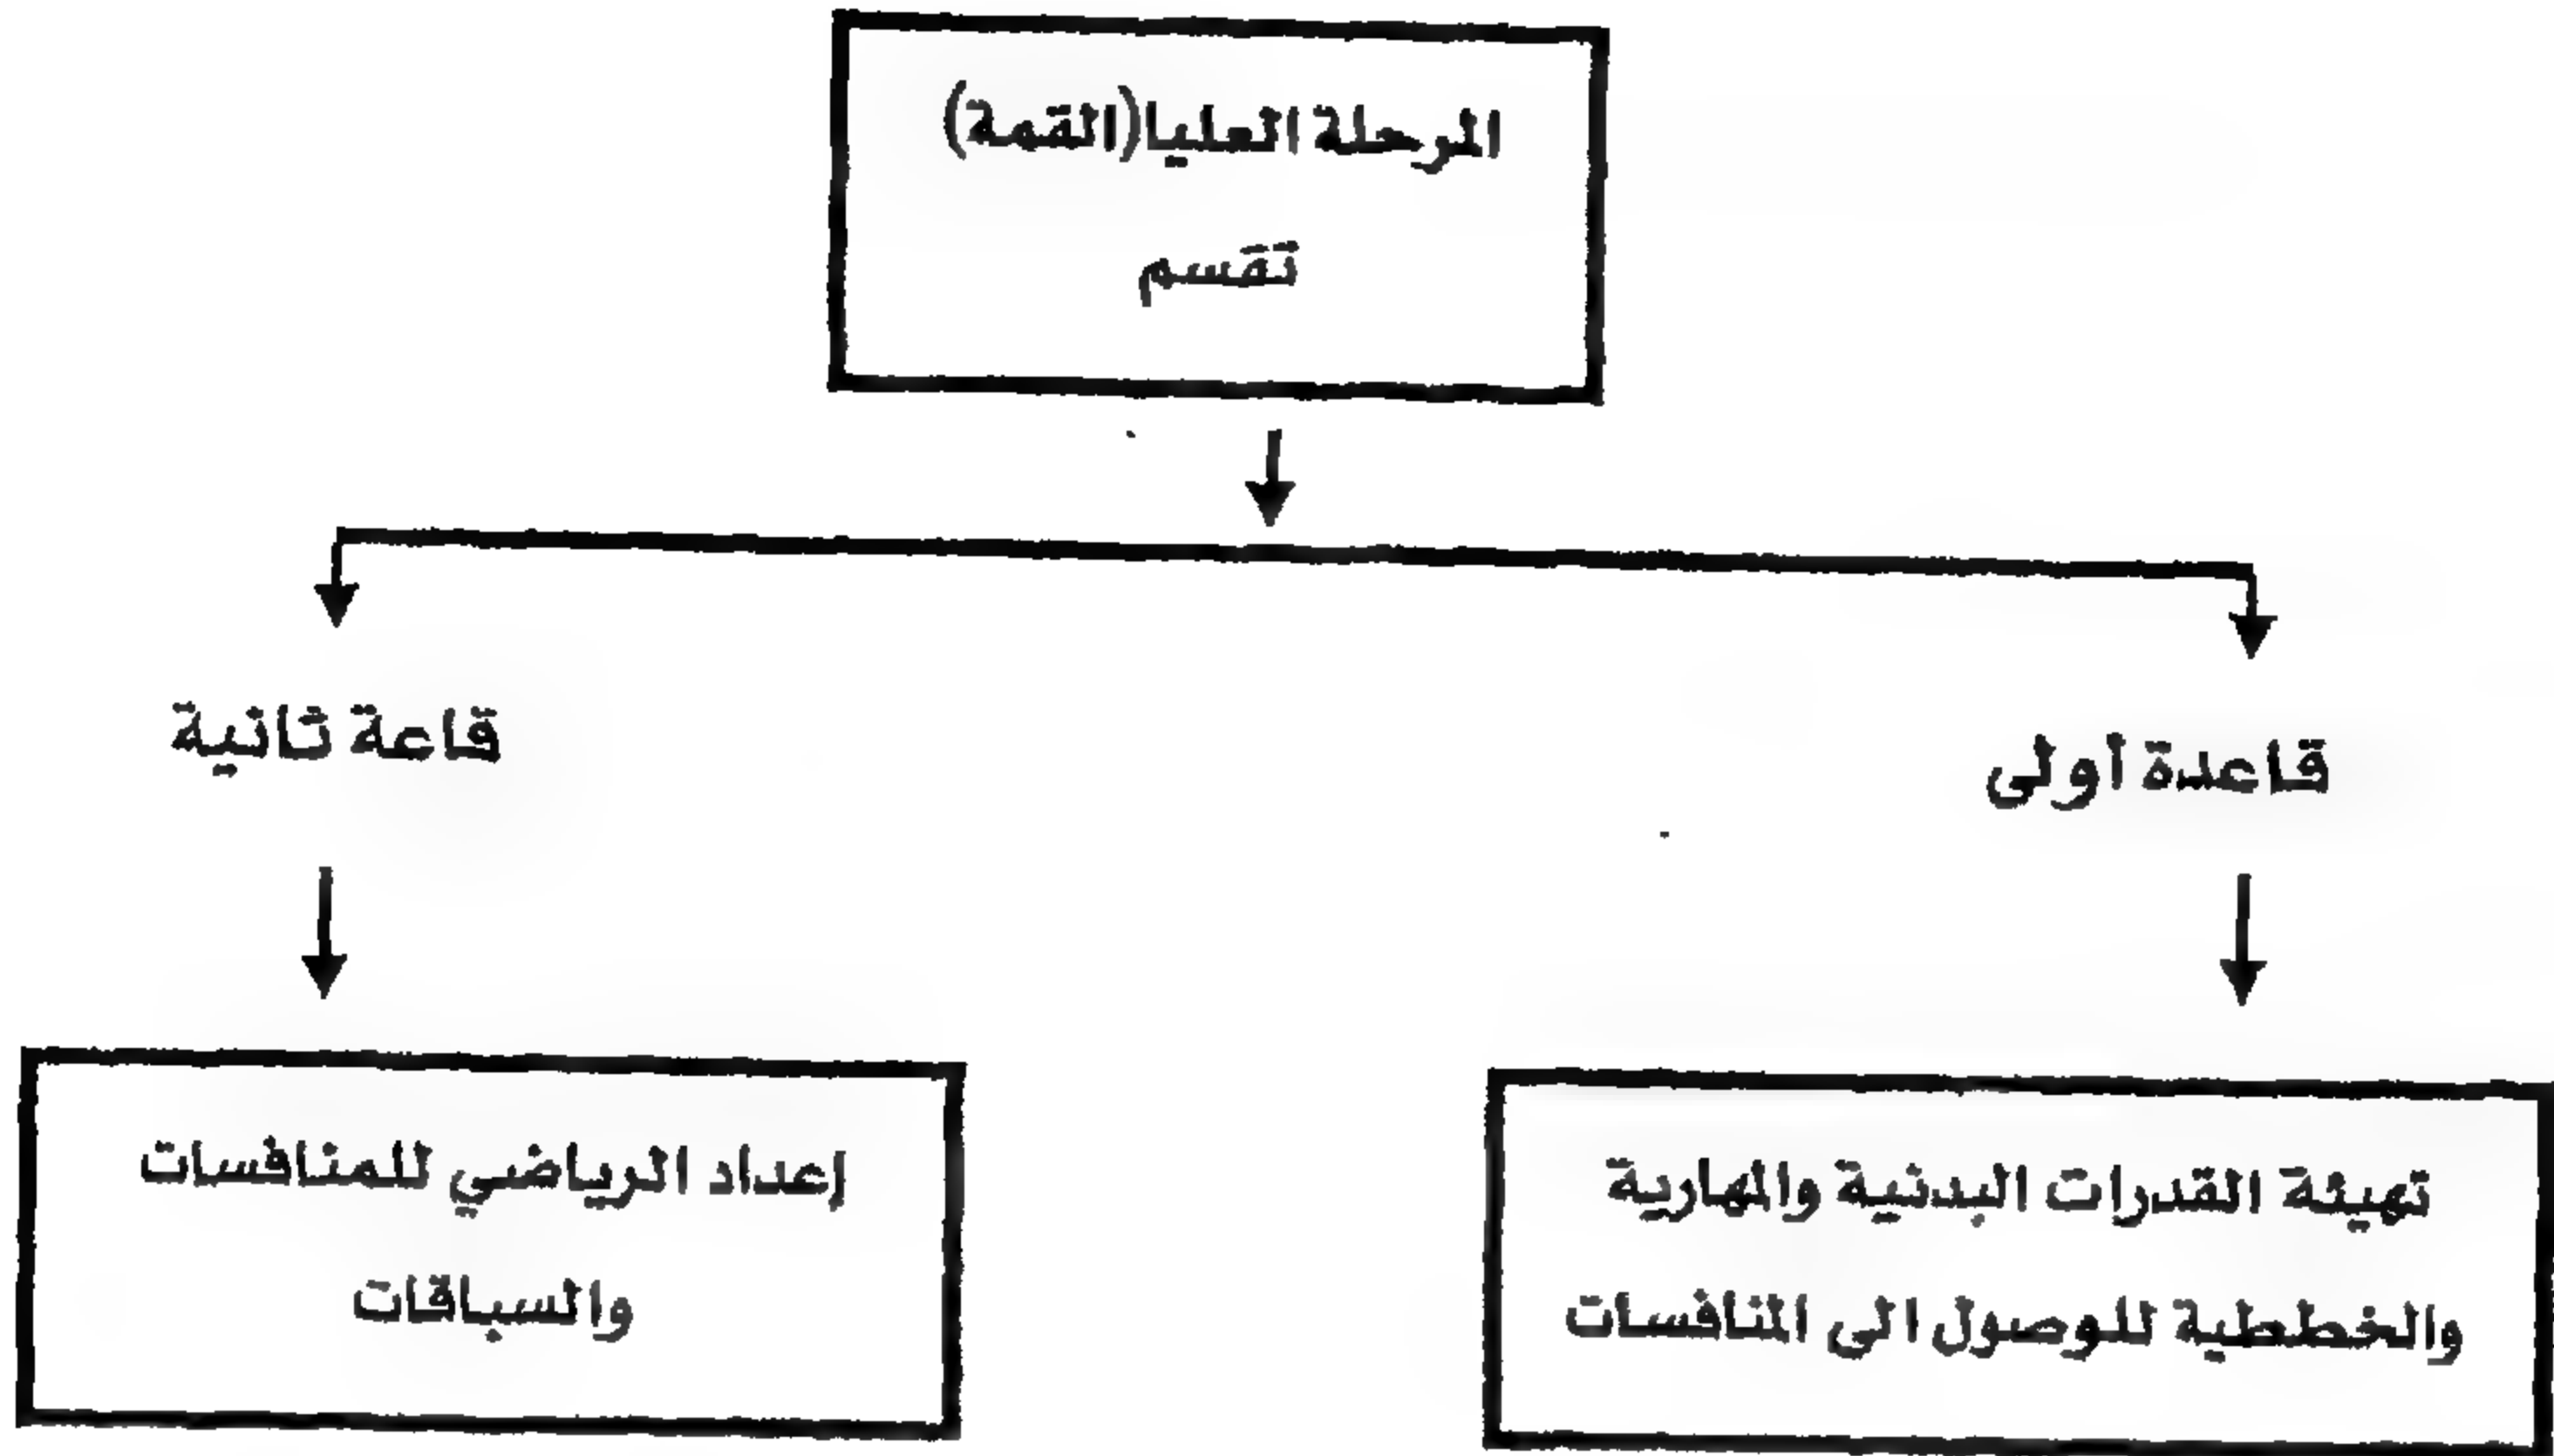 المرحلة العليا(القمة)
تقسم
قاعدة أولى
قاعة ثانية
تهيئة القدرات البدنية والمهارية
والخططية للوصول الى المنافسات
إعداد الرياضي للمنافسات
والسباقات